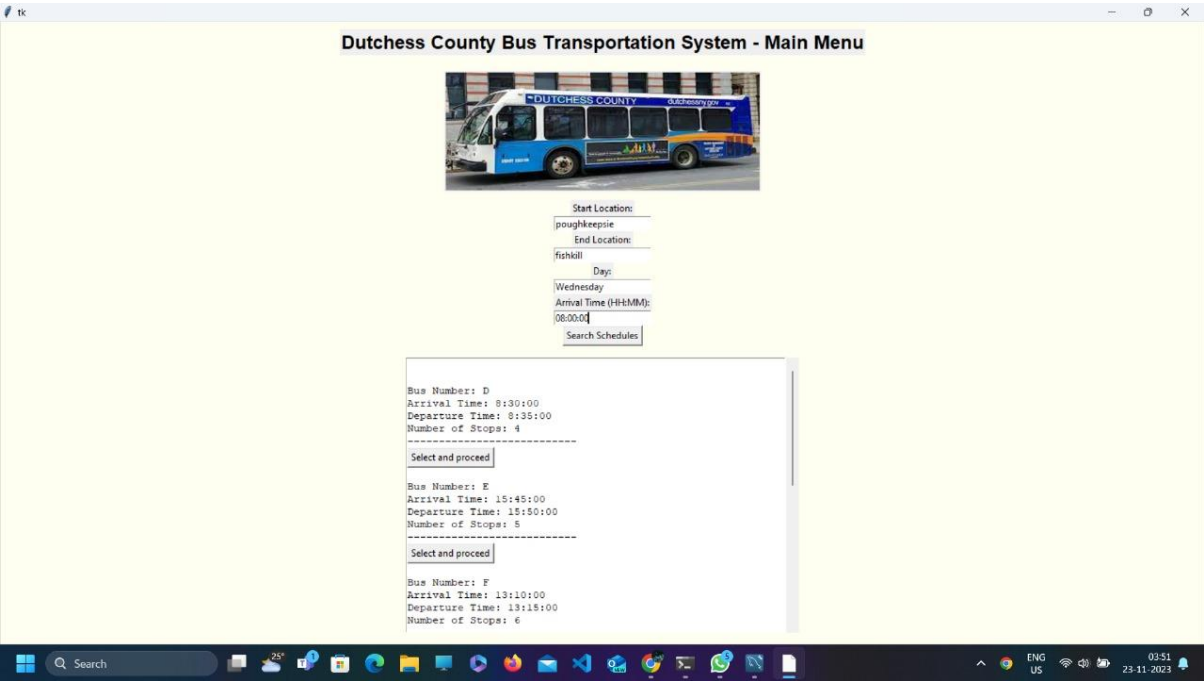 tk
Dutchess County Bus Transportation System - Main Menu
DUTCHESS COUNTY
dutchessny.gov
Start Location:
poughkeepsie
End Location:
fishkill
Day:
Wednesday
Arrival Time (HH:MM):
08:00:00
Search Schedules
Bus Number: D
Arrival Time: 8:30:00
Departure Time: 8:35:00
Number of Stops: 4
---------------------------
Select and proceed
Bus Number: E
Arrival Time: 15:45:00
Departure Time: 15:50:00
Number of Stops: 5
---------------------------
Select and proceed
Bus Number: F
Arrival Time: 13:10:00
Departure Time: 13:15:00
Number of Stops: 6
Search
25°
1
5
ENG
US
03:51
23-11-2023